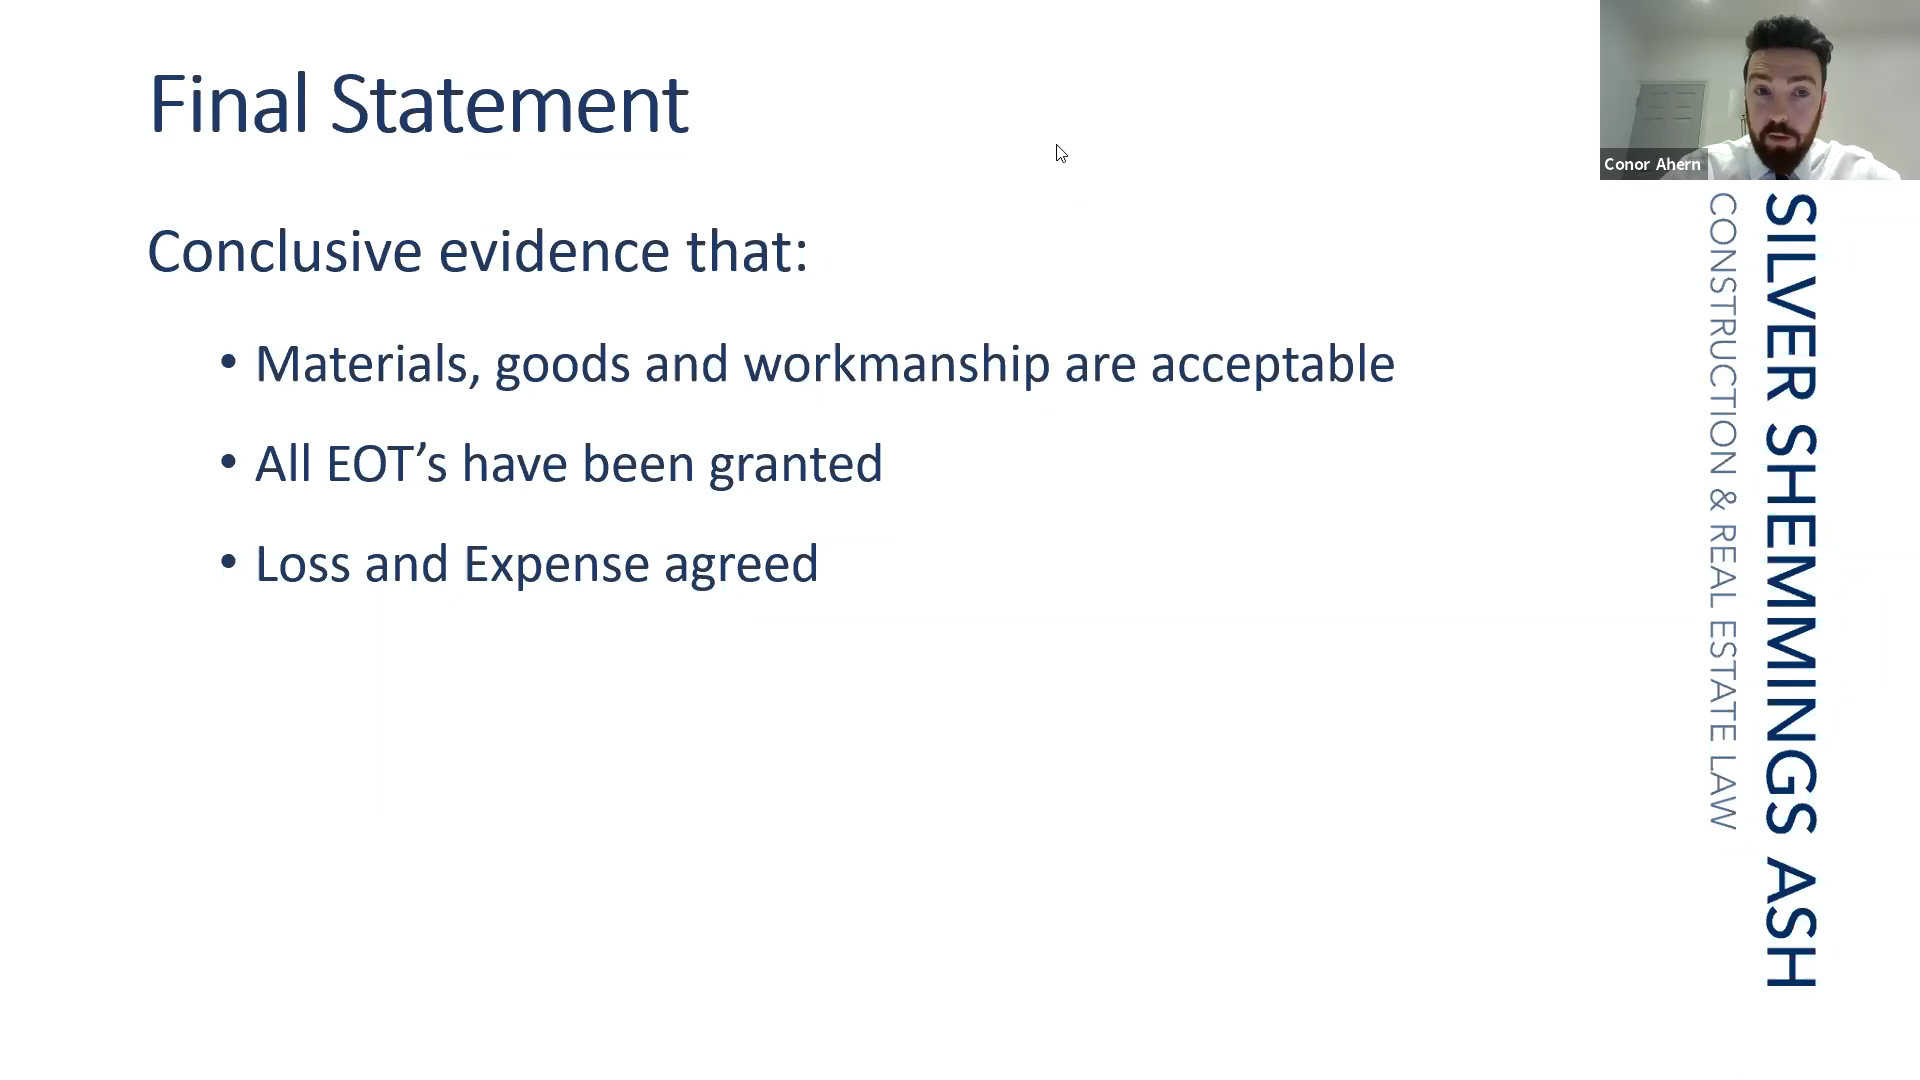 Final Statement
Conor Ahern
Conclusive evidence that:
• Materials, goods and workmanship are acceptable
• All EOT’s have been granted
• Loss and Expense agreed
SILVER SHEMMINGS ASH
CONSTRUCTION & REAL ESTATE LAW